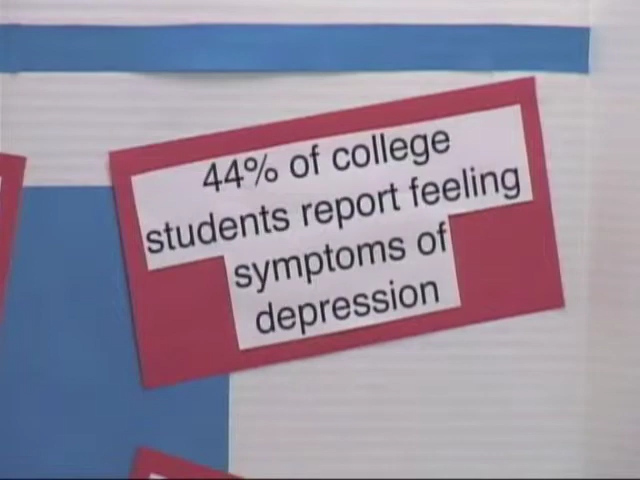 44% of college
students report feeling
symptoms of
depression